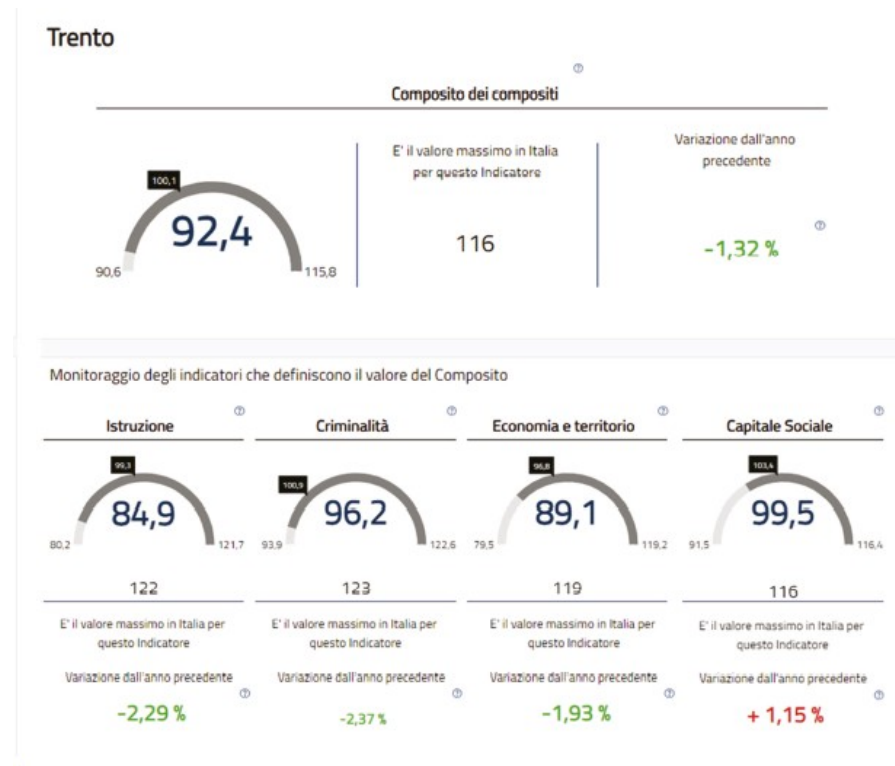 Trento
Composito dei compositi
100,1
92,4
90,6
115,8
E' il valore massimo in Italia
per questo Indicatore
116
Variazione dall'anno
precedente
-1,32 %
Monitoraggio degli indicatori che definiscono il valore del Composito
Istruzione
99,3
84,9
80,2
121,7
122
E' il valore massimo in Italia per
questo Indicatore
Variazione dall'anno precedente
-2,29 %
Criminalità
100,9
96,2
93,9
122,6
123
E' il valore massimo in Italia per
questo Indicatore
Variazione dall'anno precedente
-2,37 %
Economia e territorio
96,8
89,1
79,5
119,2
119
E' il valore massimo in Italia per
questo Indicatore
Variazione dall'anno precedente
-1,93 %
Capitale Sociale
103,4
99,5
91,5
116,4
116
E' il valore massimo in Italia per
questo Indicatore
Variazione dall'anno precedente
+ 1,15 %